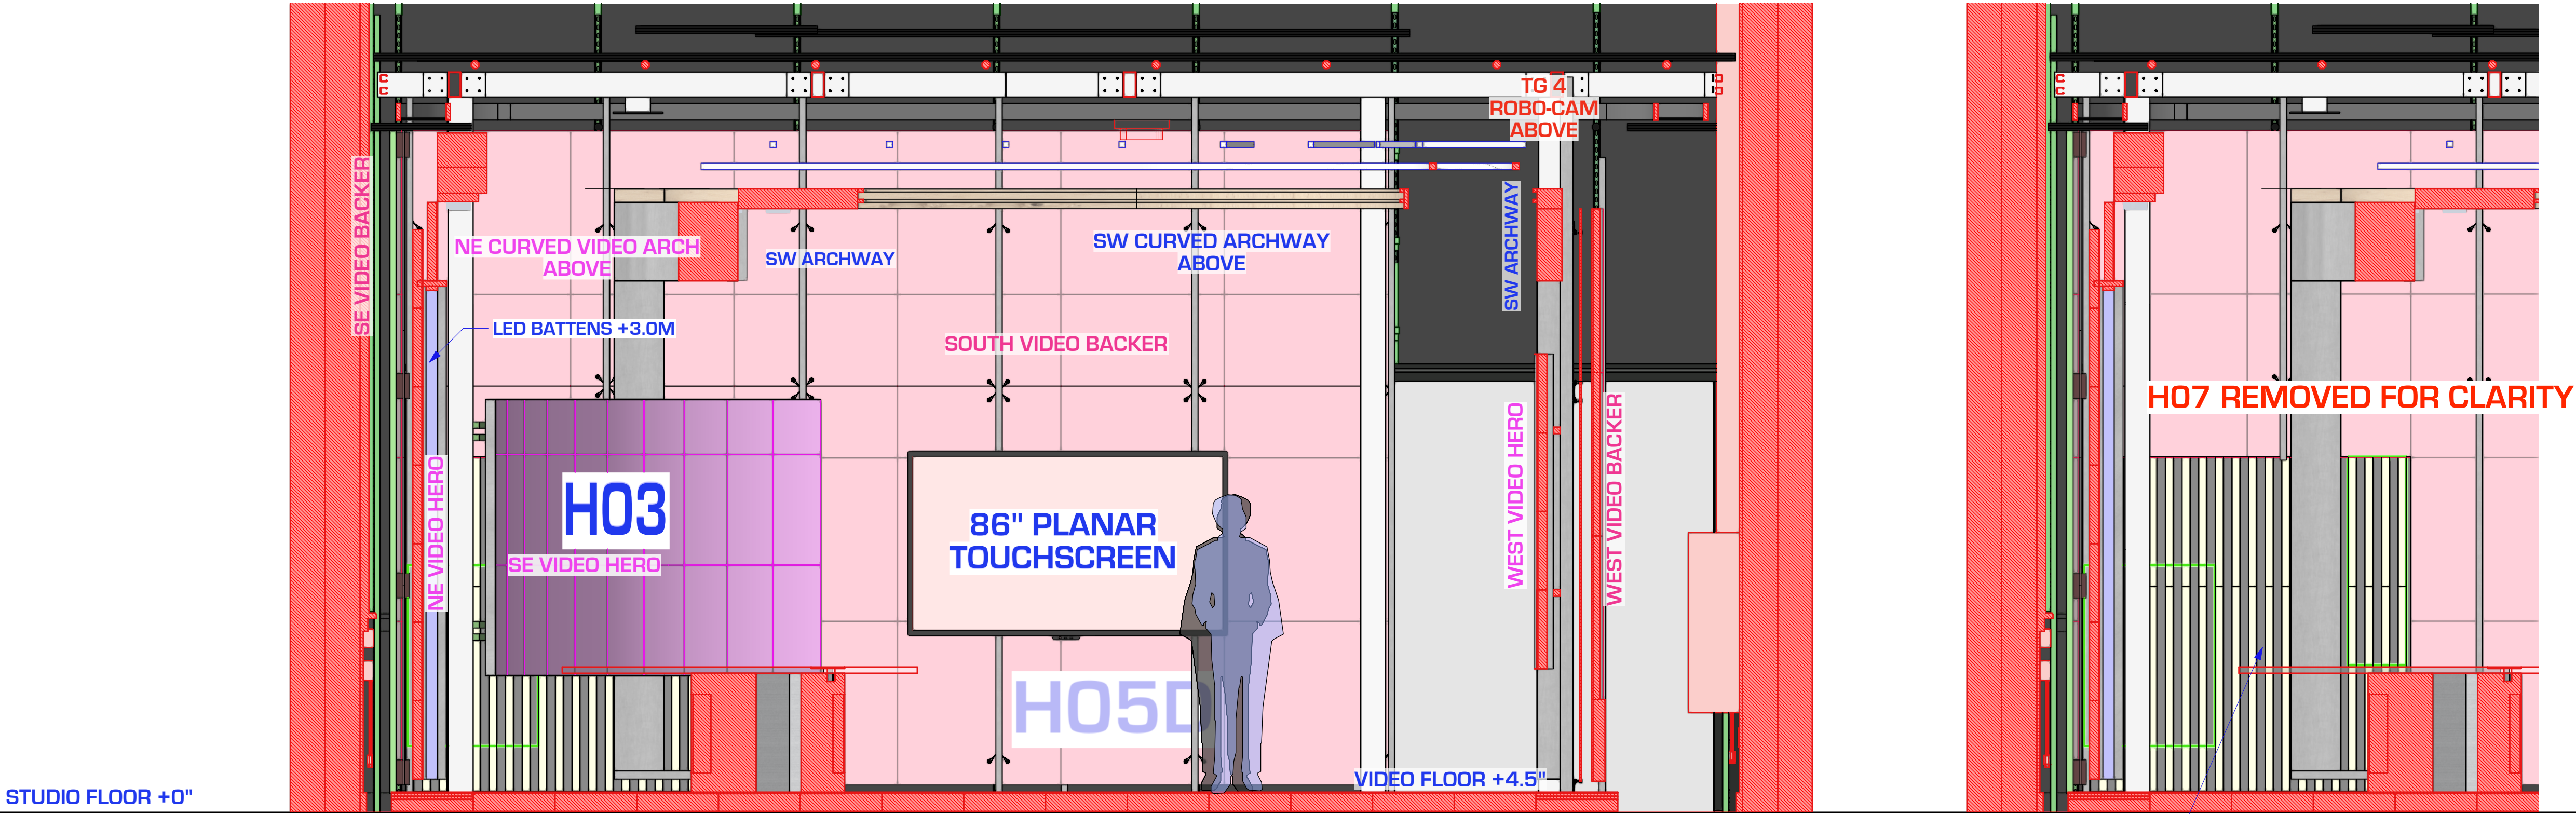 TG 4
ROBO-CAM
ABOVE
SE VIDEO BACKER
NE CURVED VIDEO ARCH
ABOVE
SW ARCHWAY
SW CURVED ARCHWAY
ABOVE
SW ARCHWAY
LED BATTENS +3.0M
SOUTH VIDEO BACKER
H07 REMOVED FOR CLARITY
NE VIDEO HERO
H03
SE VIDEO HERO
86" PLANAR
TOUCHSCREEN
WEST VIDEO HERO
WEST VIDEO BACKER
H05D
VIDEO FLOOR +4.5"
STUDIO FLOOR +0"